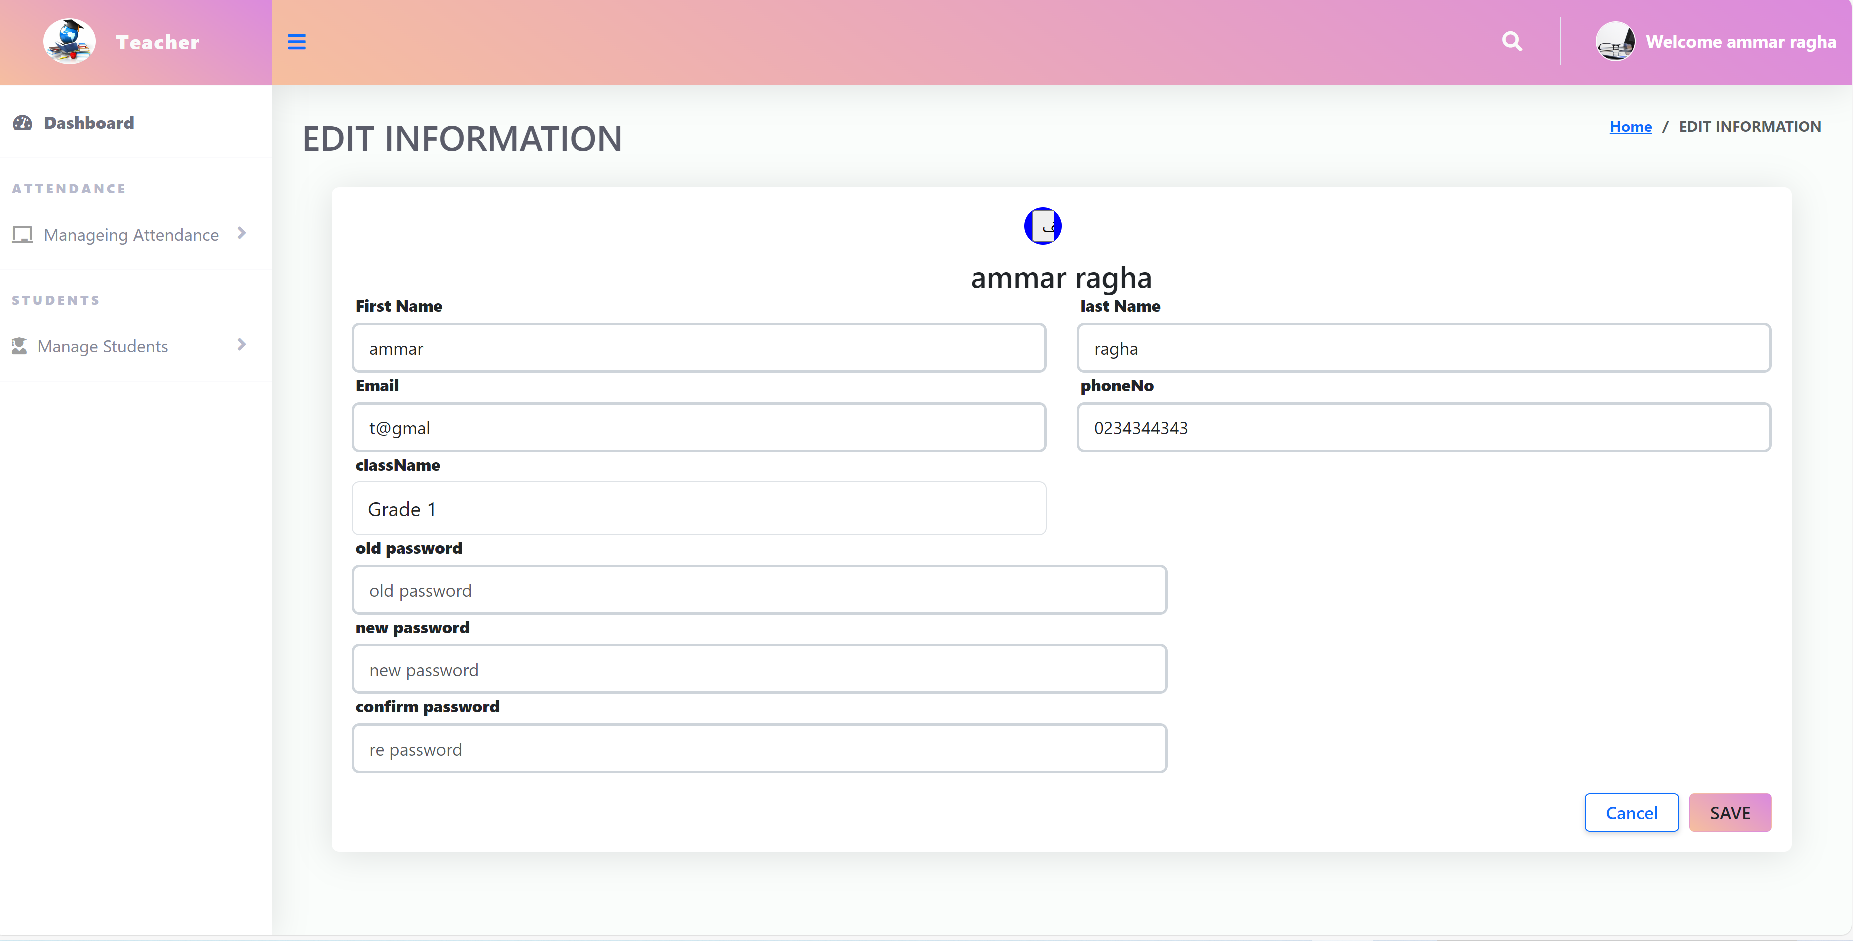 Teacher
Welcome ammar ragha
Dashboard
ATTENDANCE
Manageing Attendance
STUDENTS
Manage Students
EDIT INFORMATION
Home / EDIT INFORMATION
ammar ragha
First Name
last Name
ammar
ragha
Email
phoneNo
t@gmal
0234344343
className
Grade 1
old password
old password
new password
new password
confirm password
re password
Cancel
SAVE